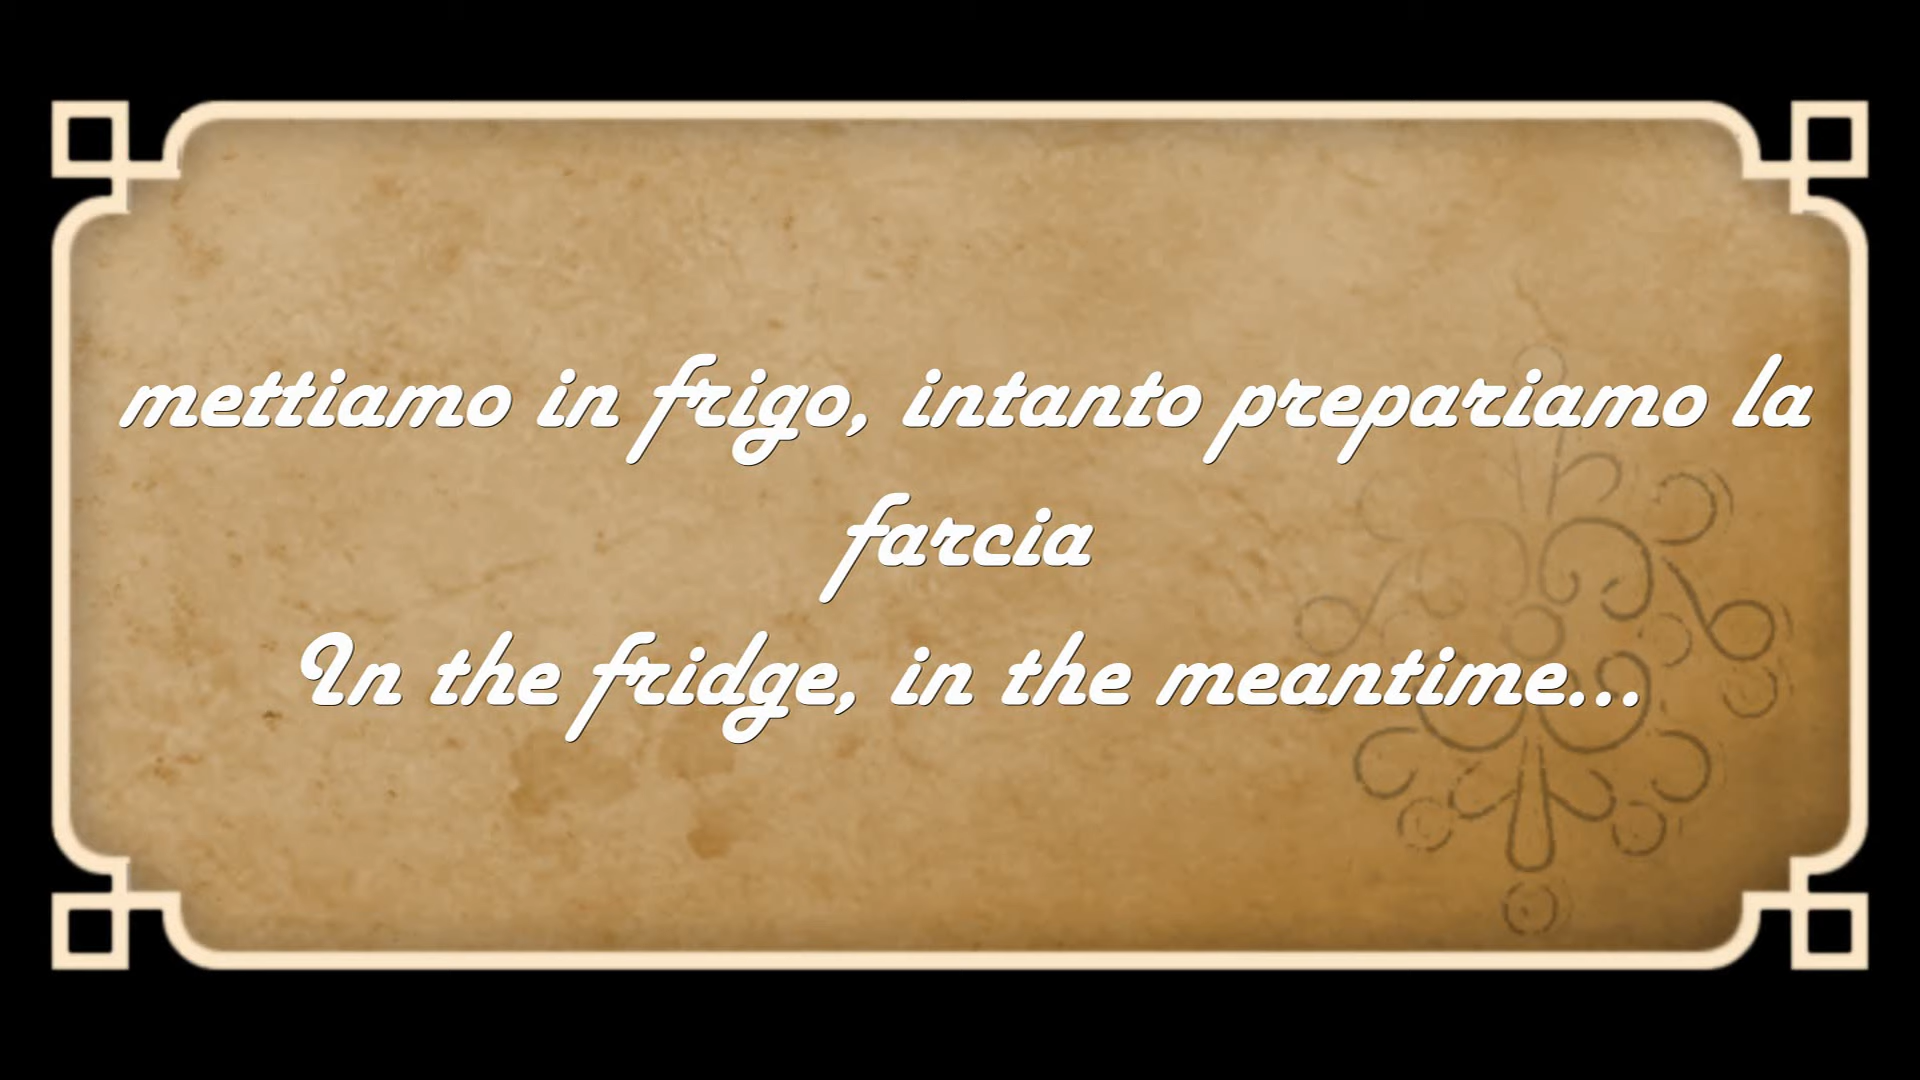 mettiamo in frigo, intanto prepariamo la
farcia
In the fridge, in the meantime...